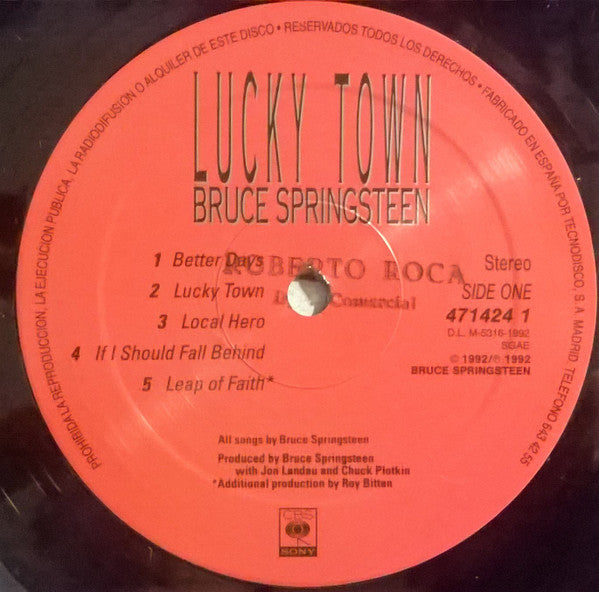 PROHIBIDA LA REPRODUCCION, LA EJECUCION PUBLICA, LA RADIODIFUSION O ALQUILER DE ESTE DISCO • RESERVADOS TODOS LOS DERECHOS • FABRICADO EN ESPAÑA POR TECNODISCO, S. A. MADRID. TELEFONO 643 42 55
LUCKY TOWN
BRUCE SPRINGSTEEN
1 Better Days
2 Lucky Town
3 Local Hero
4 If I Should Fall Behind
5 Leap of Faith*
ROBERTO ROCA
Comercial
Stereo
SIDE ONE
471424 1
D.L. M-5316-1992
SGAE
© 1992/℗ 1992
BRUCE SPRINGSTEEN
All songs by Bruce Springsteen
Produced by Bruce Springsteen
with Jon Landau and Chuck Plotkin
*Additional production by Roy Bittan
CBS
SONY